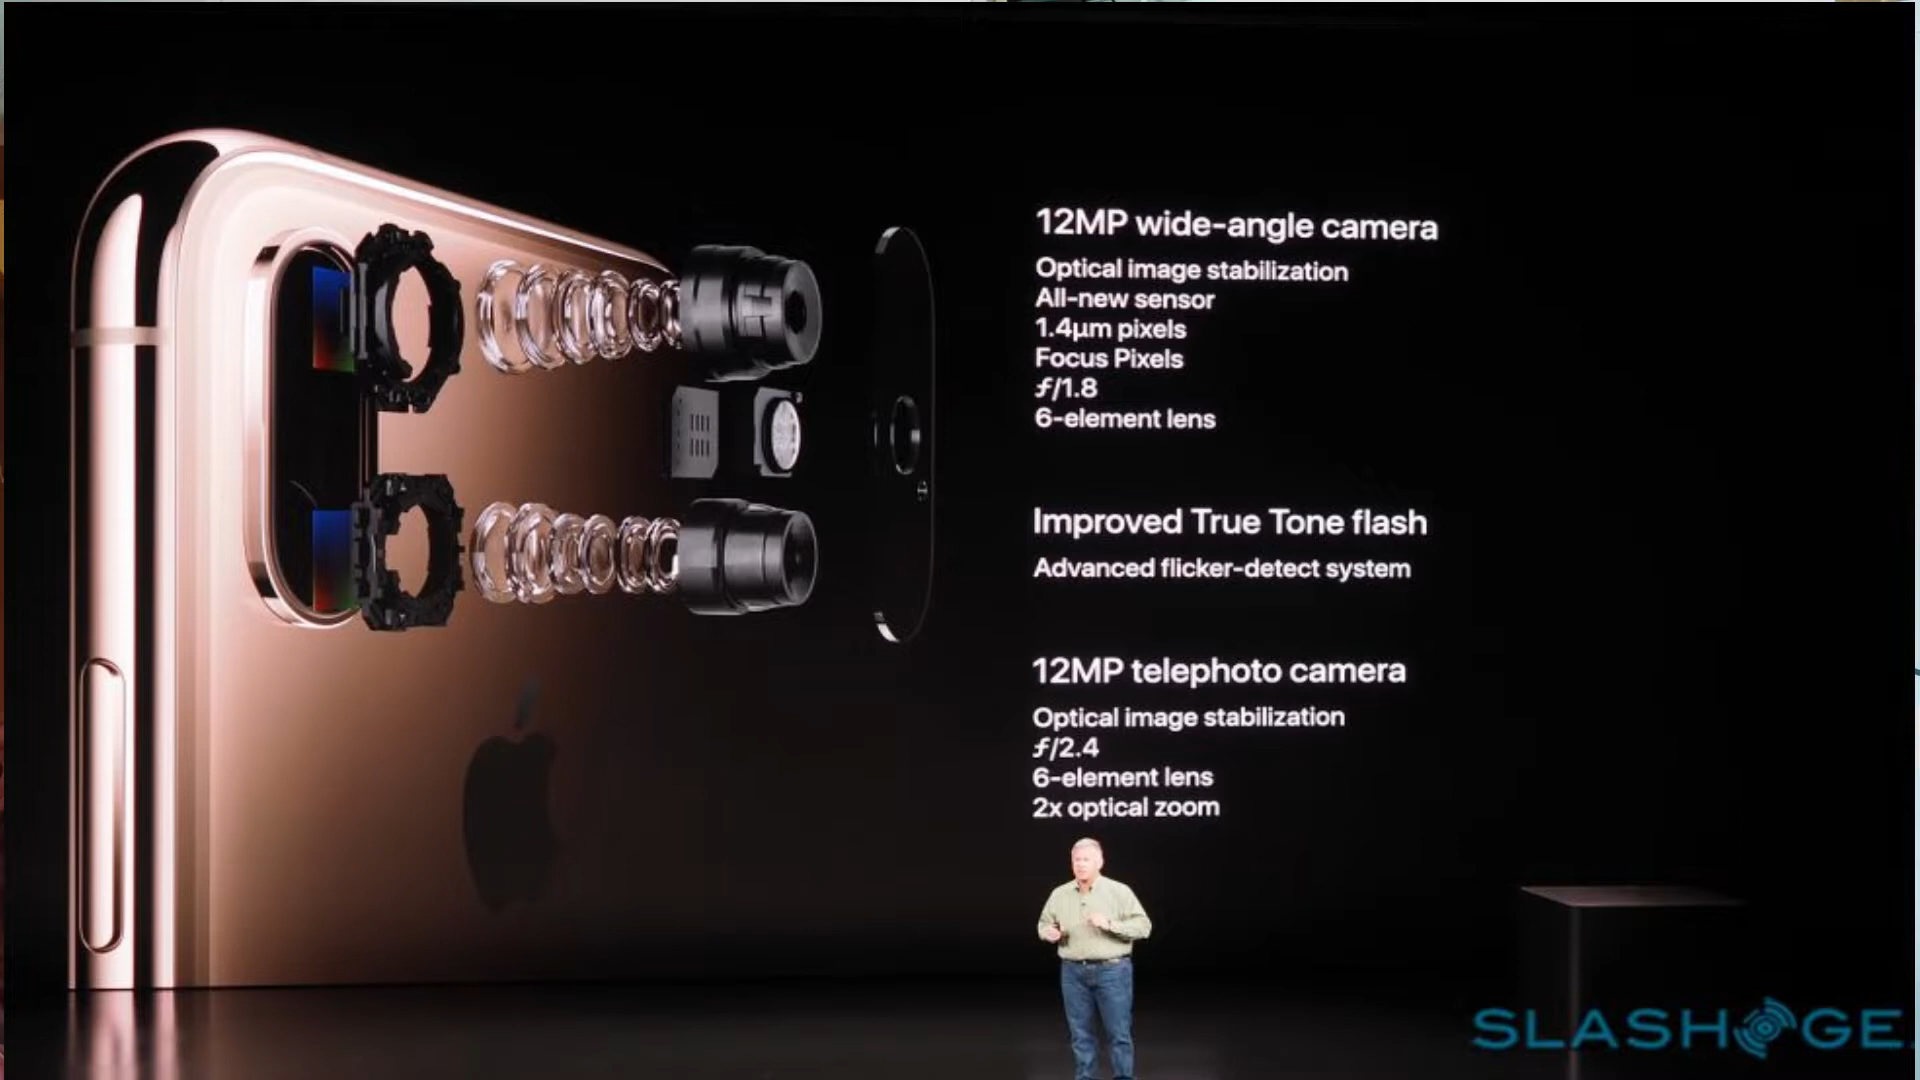 12MP wide-angle camera
Optical image stabilization
All-new sensor
1.4µm pixels
Focus Pixels
ƒ/1.8
6-element lens
Improved True Tone flash
Advanced flicker-detect system
12MP telephoto camera
Optical image stabilization
ƒ/2.4
6-element lens
2x optical zoom
SLASHGE